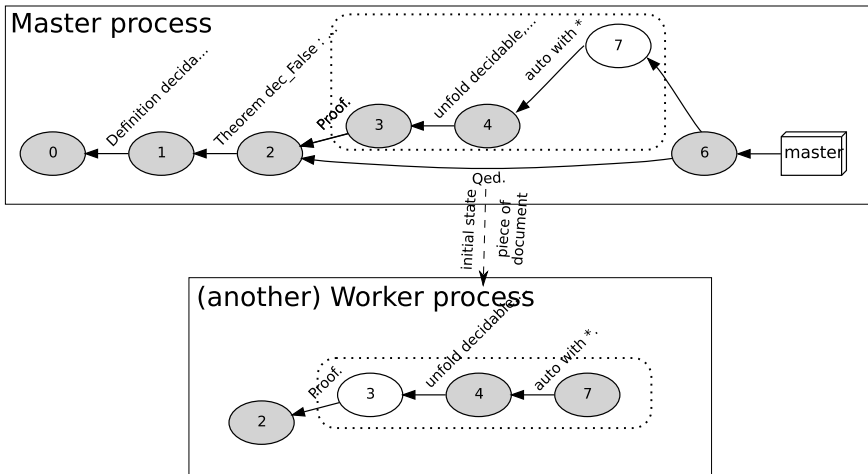 Master process
Definition decida...
Theorem dec_False : .
Proof.
unfold decidable,...
auto with *
7
0
1
2
3
4
6
master
Qed.
initial state
piece of
document
(another) Worker process
Proof.
unfold decidable,
auto with *.
2
3
4
7